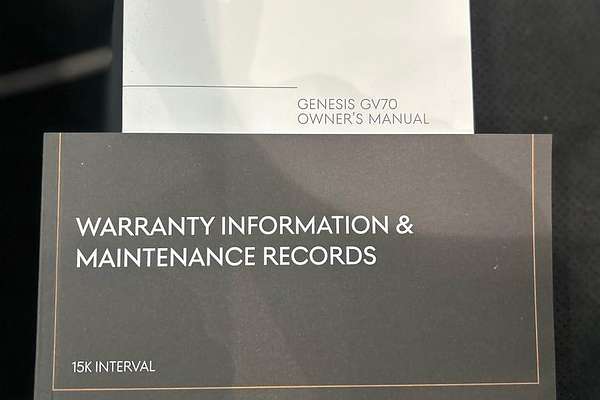 GENESIS GV70
OWNER'S MANUAL
WARRANTY INFORMATION &
MAINTENANCE RECORDS
15K INTERVAL